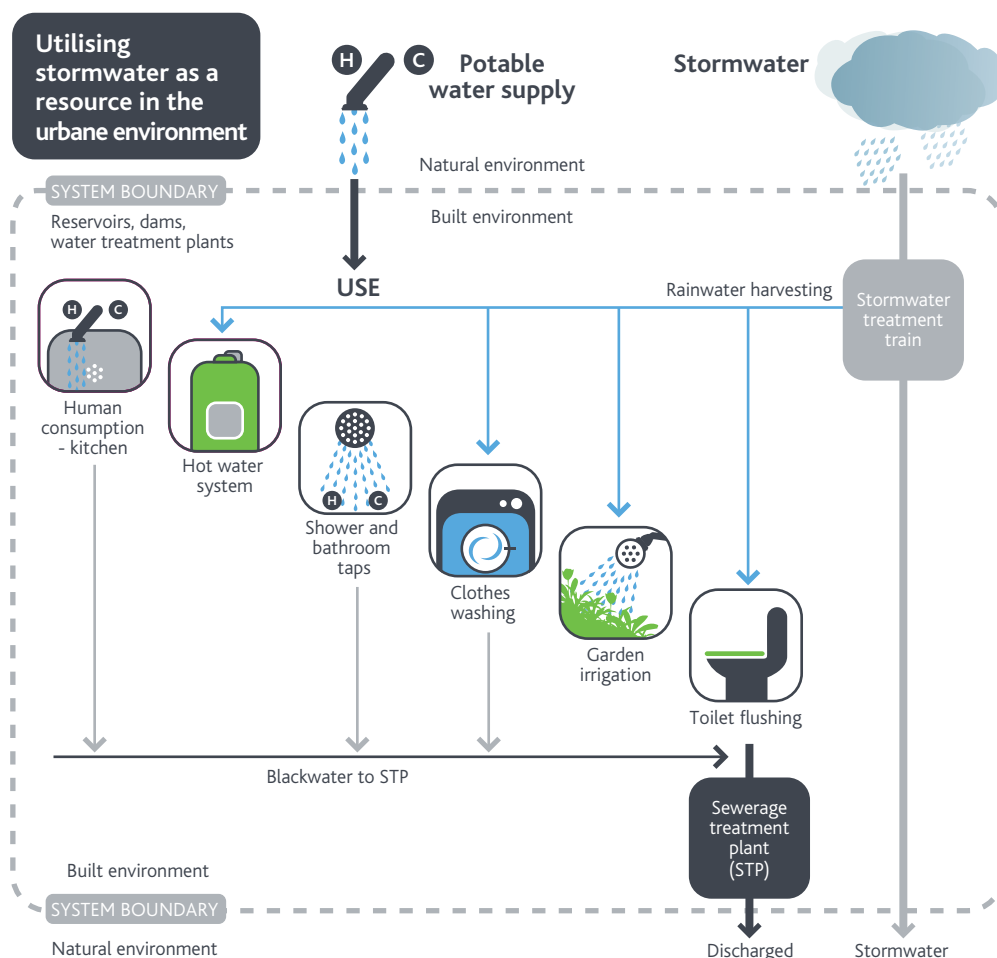 Utilising
stormwater as a
resource in the
urbane environment
H C
Potable
water supply
Stormwater
Natural environment
SYSTEM BOUNDARY
Built environment
Reservoirs, dams,
water treatment plants
USE
Rainwater harvesting
Stormwater
treatment
train
H C
Human
consumption
- kitchen
Hot water
system
H C
Shower and
bathroom
taps
Clothes
washing
Garden
irrigation
Toilet flushing
Blackwater to STP
Sewerage
treatment
plant
(STP)
Built environment
SYSTEM BOUNDARY
Natural environment
Discharged
Stormwater